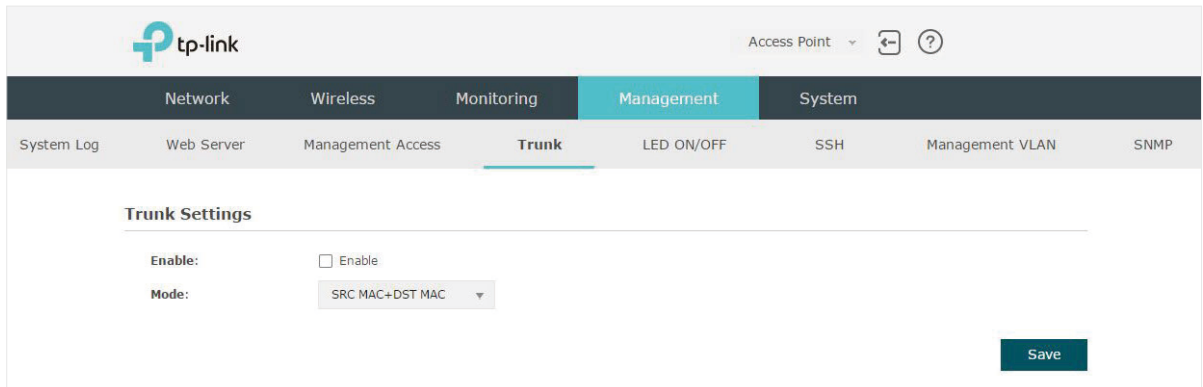 tp-link
Access Point
Network Wireless Monitoring Management System
System Log Web Server Management Access Trunk LED ON/OFF SSH Management VLAN SNMP
Trunk Settings
Enable: Enable
Mode: SRC MAC+DST MAC
Save